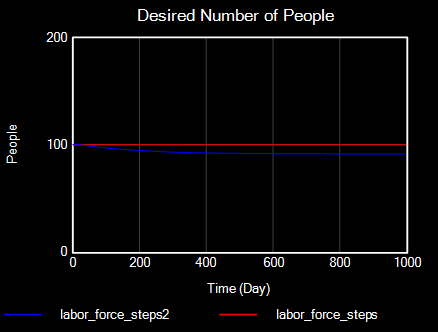 Desired Number of People
200
100
0
People
0 200 400 600 800 1000
Time (Day)
labor_force_steps2 labor_force_steps